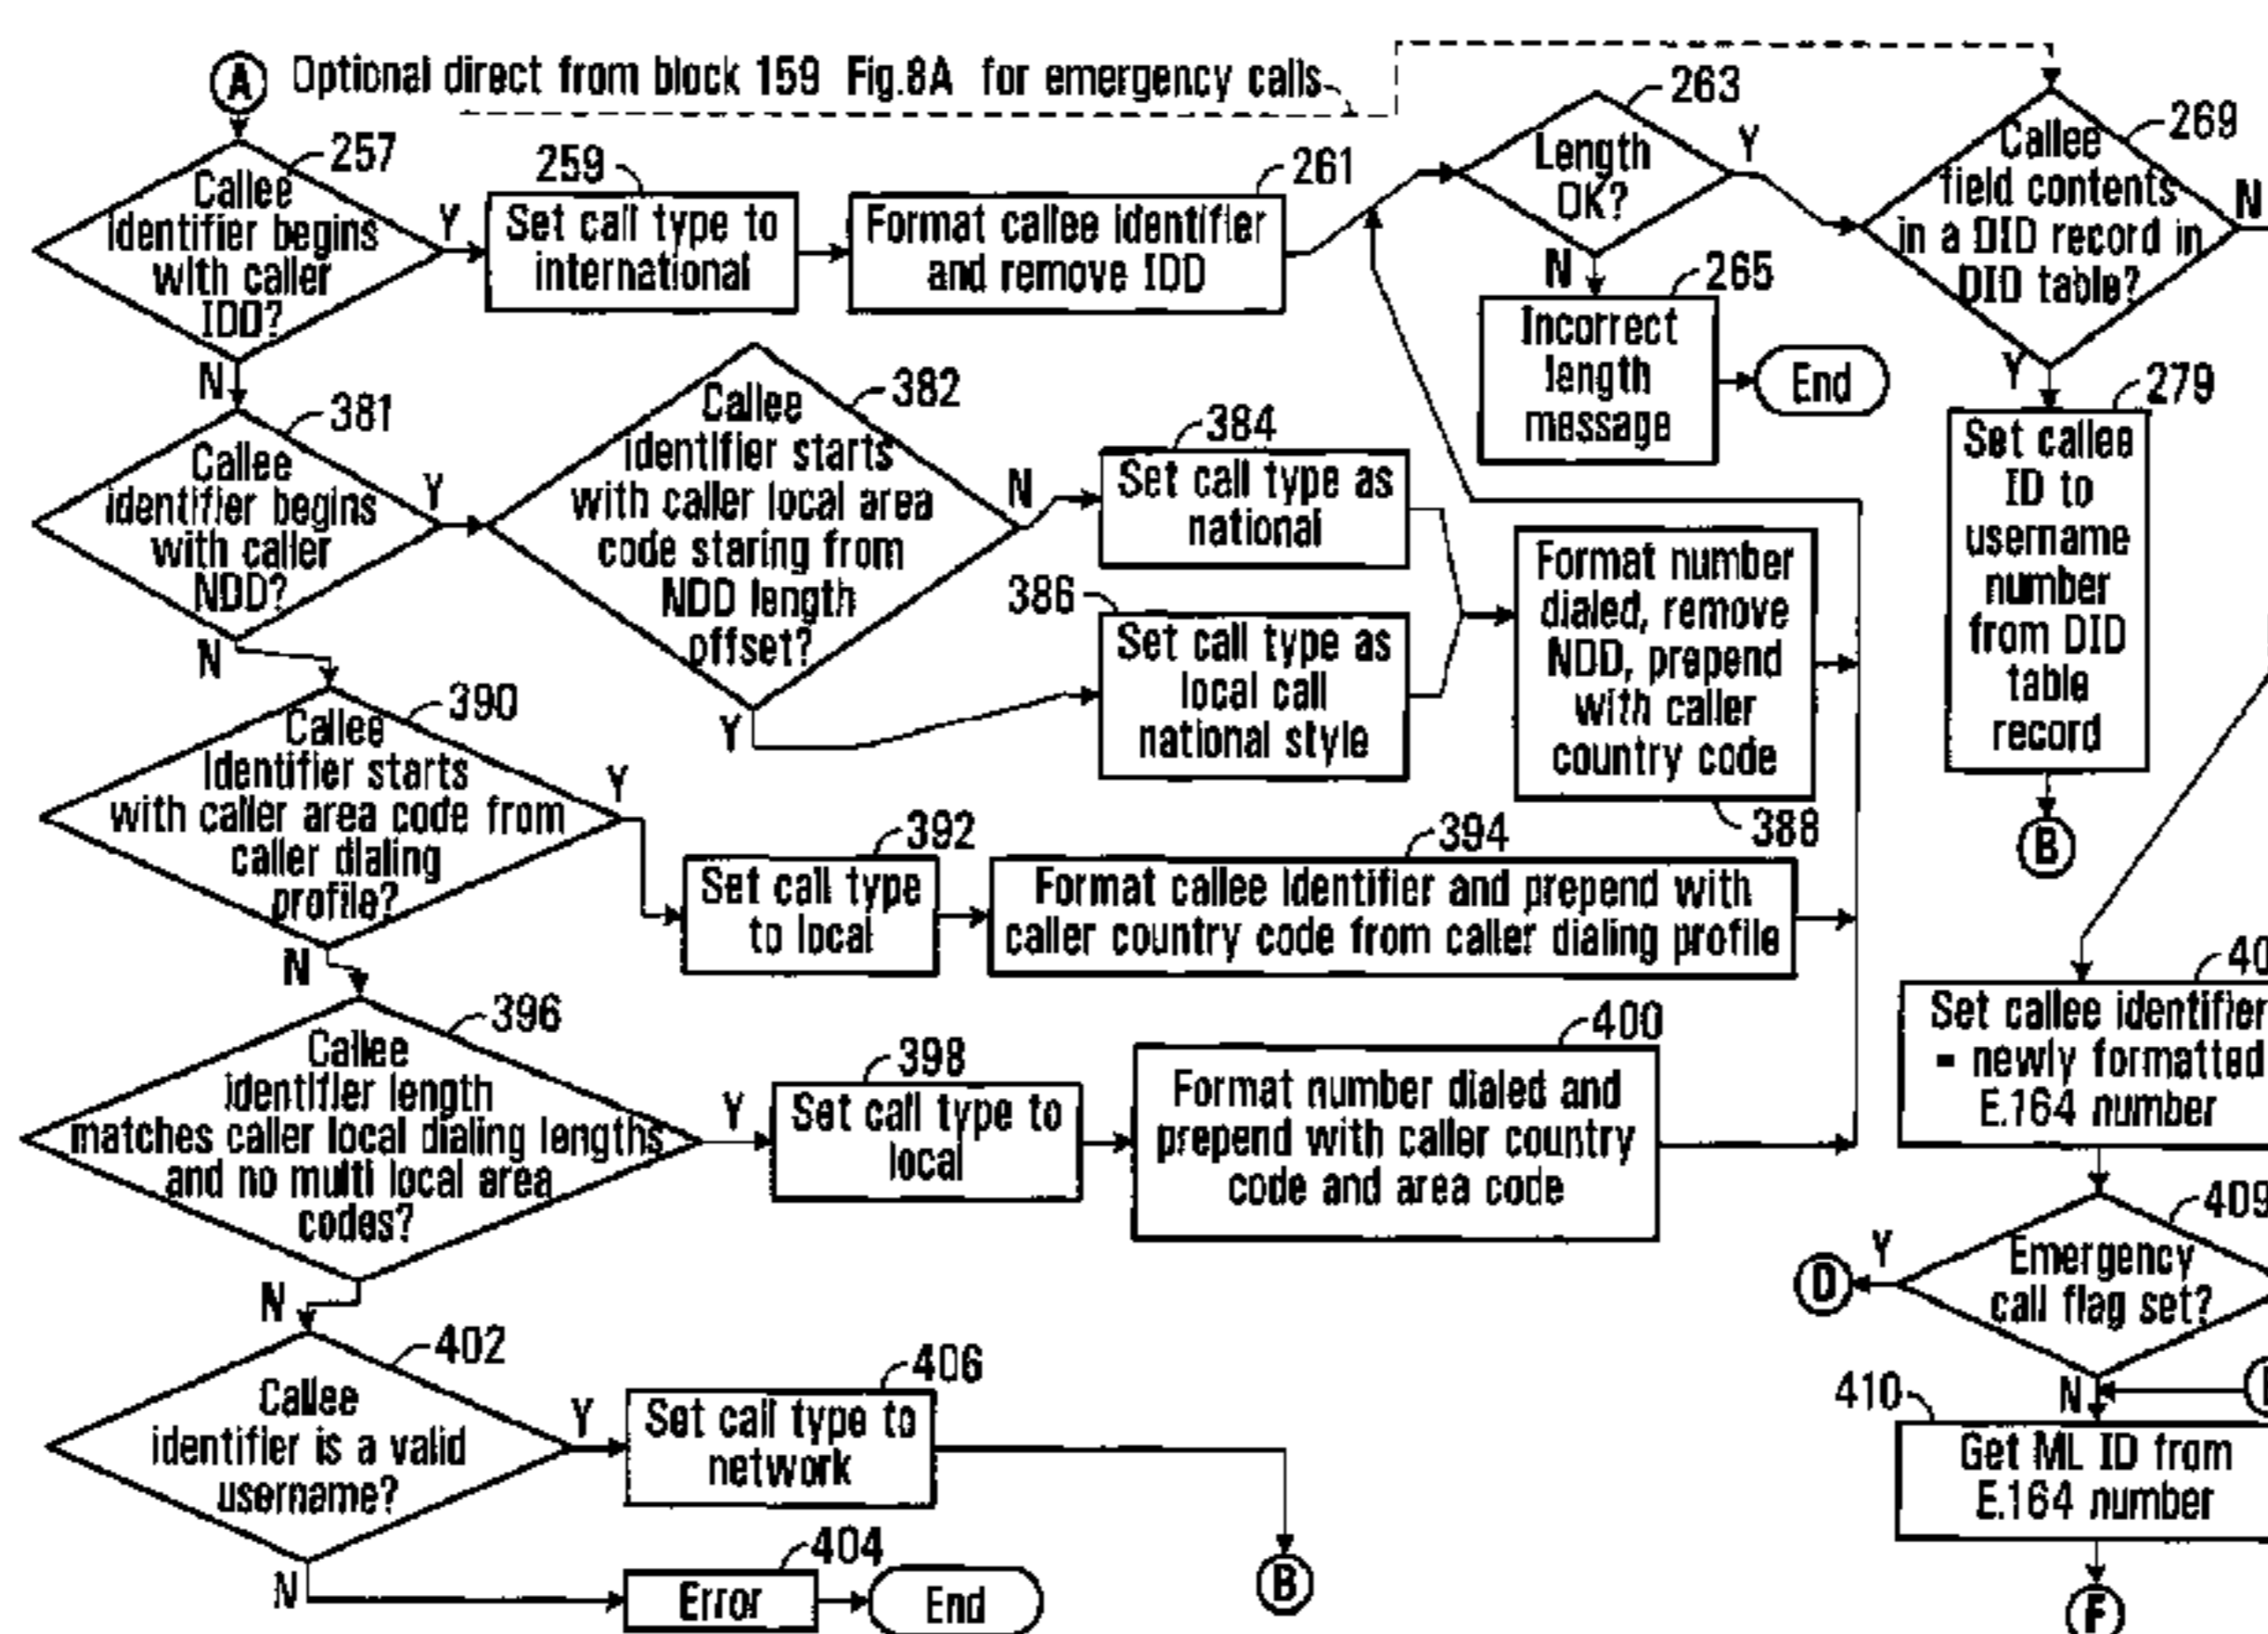 A
Optional direct from block 159 Fig.8A for emergency calls
257
Callee
identifier begins
with caller
IDD?
Y
N
259
Set call type to
international
261
Format callee identifier
and remove IDD
263
Length
OK?
Y
N
265
Incorrect
length
message
End
269
Callee
field contents
in a DID record in
DID table?
N
Y
279
Set callee
ID to
username
number
from DID
table
record
B
381
Callee
identifier begins
with caller
NDD?
Y
N
382
Callee
identifier starts
with caller local area
code staring from
NDD length
offset?
N
Y
384
Set call type as
national
386
Set call type as
local call
national style
Format number
dialed, remove
NDD, prepend
with caller
country code
388
390
Callee
identifier starts
with caller area code from
caller dialing
profile?
Y
N
392
Set call type
to local
394
Format callee identifier and prepend with
caller country code from caller dialing profile
396
Callee
identifier length
matches caller local dialing lengths
and no multi local area
codes?
Y
N
398
Set call type to
local
400
Format number dialed and
prepend with caller country
code and area code
402
Callee
identifier is a valid
username?
Y
N
406
Set call type to
network
B
404
Error
End
Set callee identifier
= newly formatted
E.164 number
409
Emergency
call flag set?
Y
D
N
410
Get ML ID from
E.164 number
F